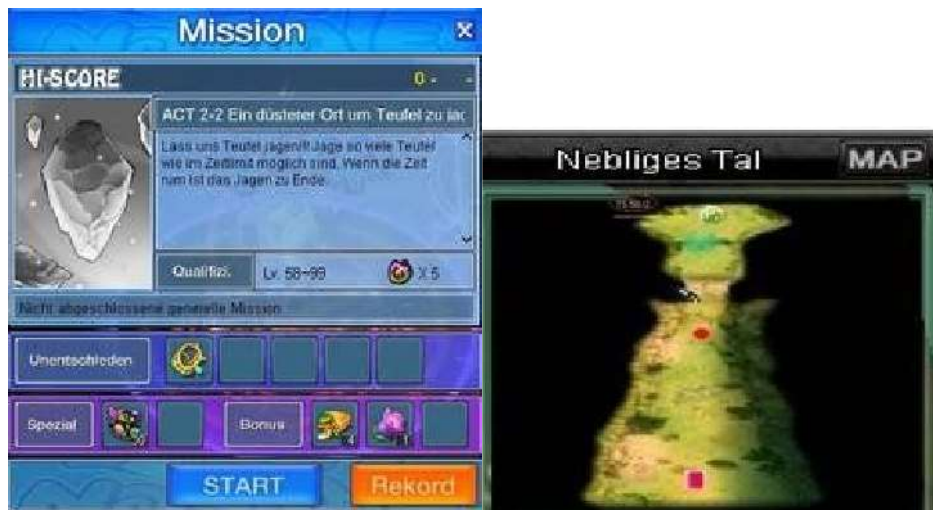 Mission
HI-SCORE
0 - -
ACT 2-2 Ein düsterer Ort um Teufel zu jag
Lass uns Teufel jagen!! Jage so viele Teufel
wie im Zeitlimit möglich sind. Wenn die Zeit
rum ist das Jagen zu Ende.
Qualifizi. Lv. 58~99 X 5
Nicht abgeschlossene generelle Mission
Unentschieden
Spezial Bonus
START Rekord
Nebliges Tal MAP